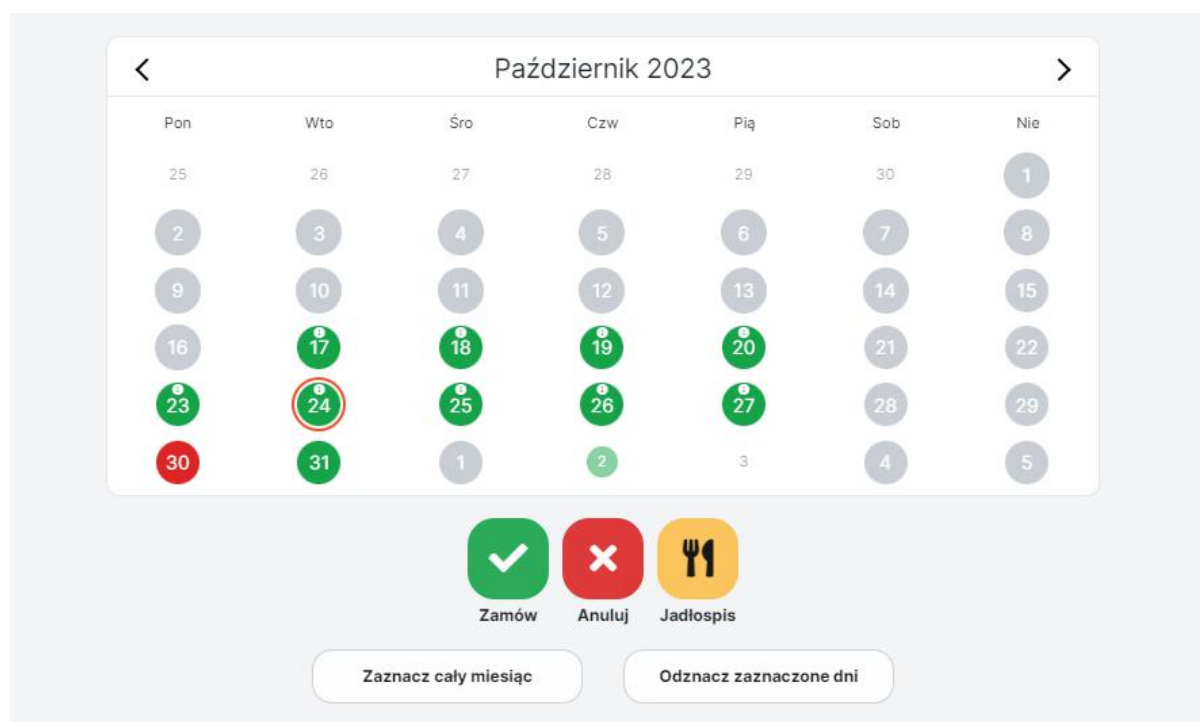 Październik 2023
Pon Wto Śro Czw Pią Sob Nie
25 26 27 28 29 30 1
2 3 4 5 6 7 8
9 10 11 12 13 14 15
16 17 18 19 20 21 22
23 24 25 26 27 28 29
30 31 1 2 3 4 5
Zamów Anuluj Jadłospis
Zaznacz cały miesiąc Odznacz zaznaczone dni